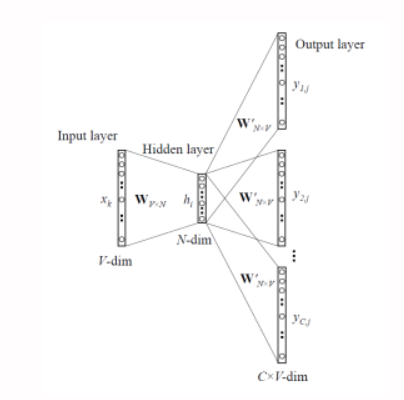 Output layer
y1,j
W'N×V
Input layer
Hidden layer
xk
WV×N
hi
W'N×V
y2,j
N-dim
V-dim
W'N×V
yC,j
C×V-dim